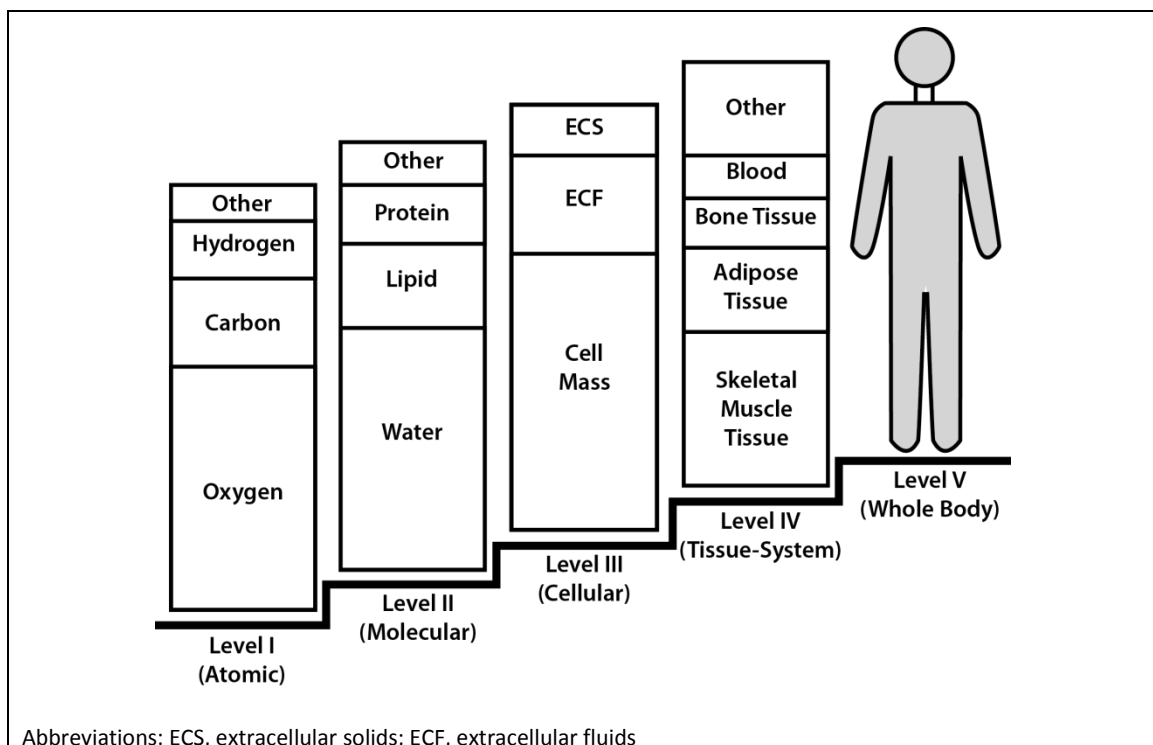 Other
Hydrogen
Carbon
Oxygen
Level I
(Atomic)
Other
Protein
Lipid
Water
Level II
(Molecular)
ECS
ECF
Cell
Mass
Level III
(Cellular)
Other
Blood
Bone Tissue
Adipose
Tissue
Skeletal
Muscle
Tissue
Level IV
(Tissue-System)
Level V
(Whole Body)
Abbreviations: ECS, extracellular solids; ECF, extracellular fluids